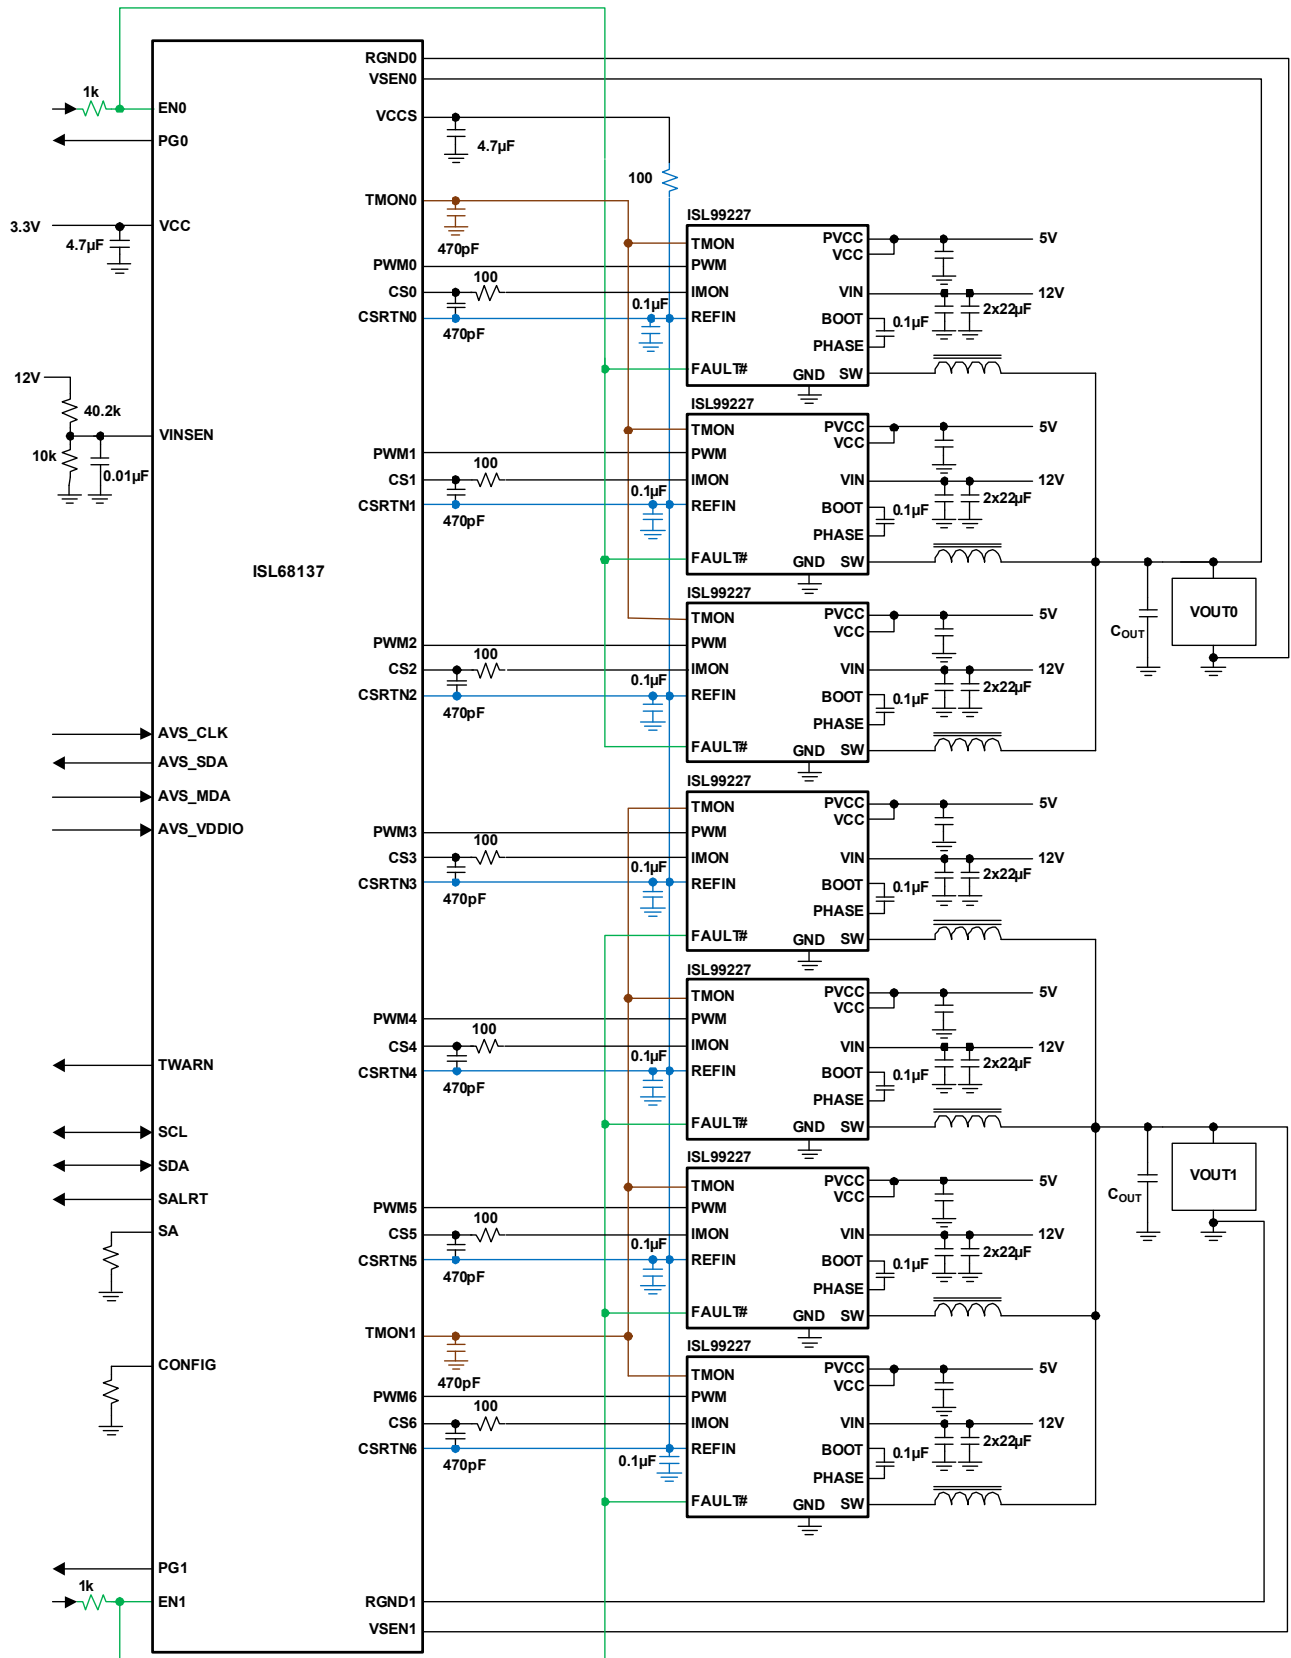 RGND0
VSEN0
1k
EN0
VCCS
PG0
4.7µF
100
TMON0
ISL99227
3.3V
VCC
4.7µF
470pF
TMON
PVCC
5V
VCC
PWM0
PWM
100
CS0
IMON
VIN
12V
0.1µF
2x22µF
CSRTN0
REFIN
BOOT
0.1µF
470pF
PHASE
12V
FAULT#
GND
SW
40.2k
ISL99227
VINSEN
TMON
PVCC
5V
VCC
10k
PWM1
PWM
0.01µF
100
CS1
IMON
VIN
12V
0.1µF
2x22µF
CSRTN1
REFIN
BOOT
0.1µF
470pF
PHASE
FAULT#
GND
SW
ISL68137
ISL99227
VOUT0
TMON
PVCC
5V
VCC
COUT
PWM2
PWM
100
CS2
IMON
VIN
12V
0.1µF
2x22µF
CSRTN2
REFIN
BOOT
0.1µF
470pF
PHASE
AVS_CLK
FAULT#
GND
SW
AVS_SDA
ISL99227
AVS_MDA
TMON
PVCC
5V
VCC
AVS_VDDIO
PWM3
PWM
100
CS3
IMON
VIN
12V
0.1µF
2x22µF
CSRTN3
REFIN
BOOT
0.1µF
470pF
PHASE
FAULT#
GND
SW
ISL99227
TMON
PVCC
5V
VCC
PWM4
PWM
100
CS4
IMON
VIN
12V
0.1µF
2x22µF
TWARN
CSRTN4
REFIN
BOOT
0.1µF
470pF
PHASE
SCL
FAULT#
GND
SW
ISL99227
SDA
VOUT1
TMON
PVCC
5V
VCC
SALRT
COUT
PWM5
PWM
100
SA
CS5
IMON
VIN
12V
0.1µF
2x22µF
CSRTN5
REFIN
BOOT
0.1µF
470pF
PHASE
FAULT#
GND
SW
TMON1
ISL99227
CONFIG
470pF
TMON
PVCC
5V
VCC
PWM6
PWM
100
CS6
IMON
VIN
12V
2x22µF
CSRTN6
REFIN
BOOT
0.1µF
0.1µF
470pF
PHASE
FAULT#
GND
SW
PG1
1k
EN1
RGND1
VSEN1